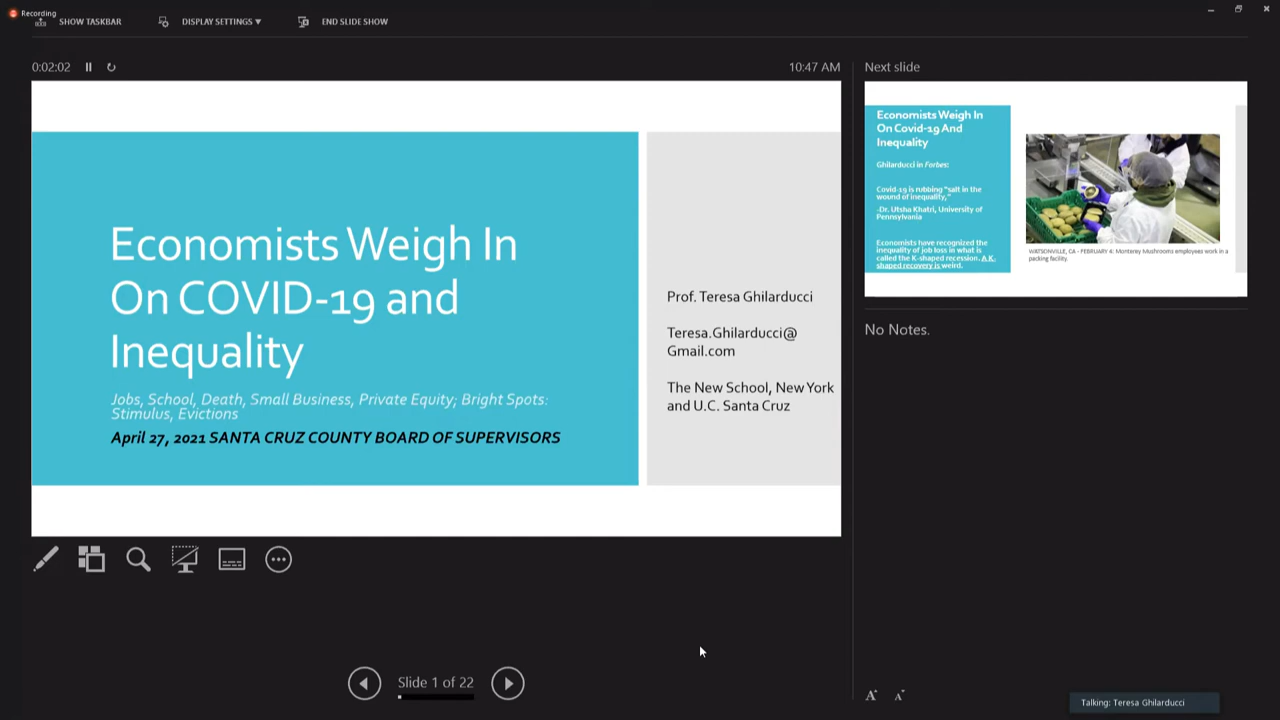 Recording
SHOW TASKBAR
DISPLAY SETTINGS ▼
END SLIDE SHOW
0:02:02
10:47 AM
Next slide
Economists Weigh In
On COVID-19 and
Inequality
Jobs, School, Death, Small Business, Private Equity; Bright Spots:
Stimulus, Evictions
April 27, 2021 SANTA CRUZ COUNTY BOARD OF SUPERVISORS
Prof. Teresa Ghilarducci
Teresa.Ghilarducci@
Gmail.com
The New School, New York
and U.C. Santa Cruz
Economists Weigh In
On Covid-19 And
Inequality
Ghilarducci in Forbes:
Covid-19 is rubbing "salt in the
wound of inequality,"
-Dr. Utsha Khatri, University of
Pennsylvania
Economists have recognized the
inequality of job loss in what is
called the K-shaped recession. A K-
shaped recovery is weird.
WATSONVILLE, CA - FEBRUARY 4: Monterey Mushrooms employees work in a
packing facility.
No Notes.
Slide 1 of 22
A A
Talking: Teresa Ghilarducci